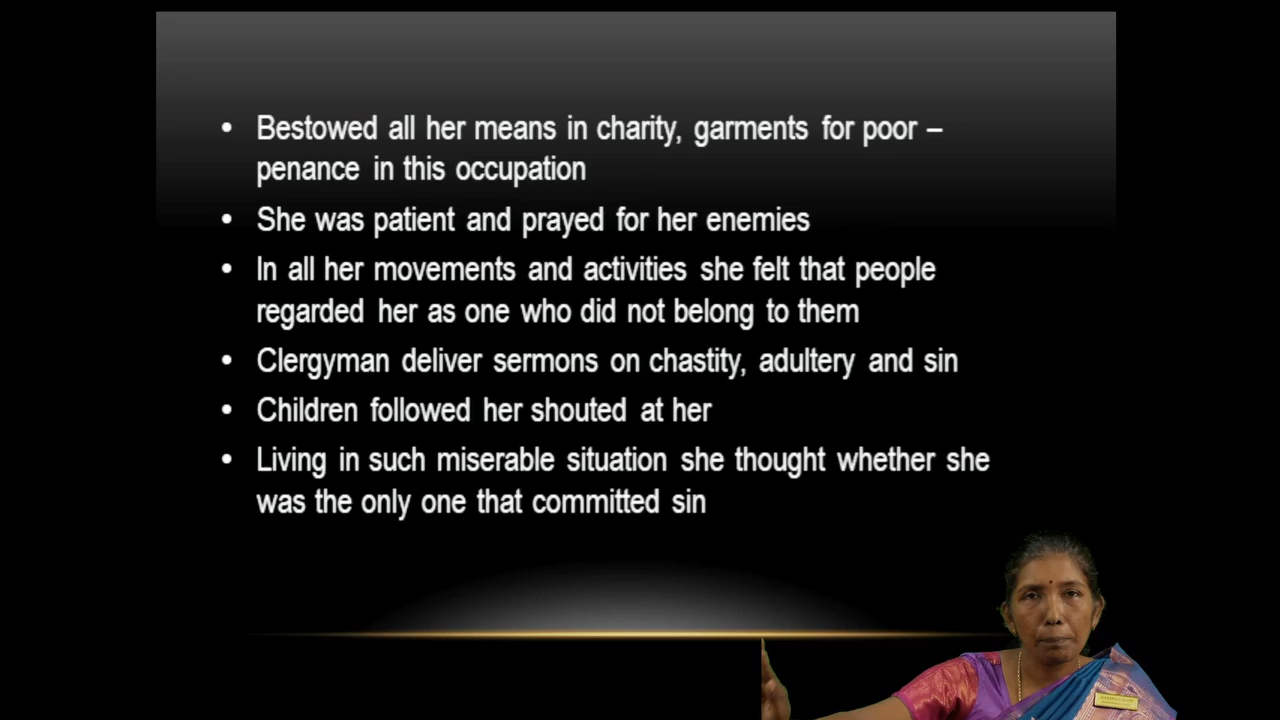 • Bestowed all her means in charity, garments for poor –
penance in this occupation
• She was patient and prayed for her enemies
• In all her movements and activities she felt that people
regarded her as one who did not belong to them
• Clergyman deliver sermons on chastity, adultery and sin
• Children followed her shouted at her
• Living in such miserable situation she thought whether she
was the only one that committed sin